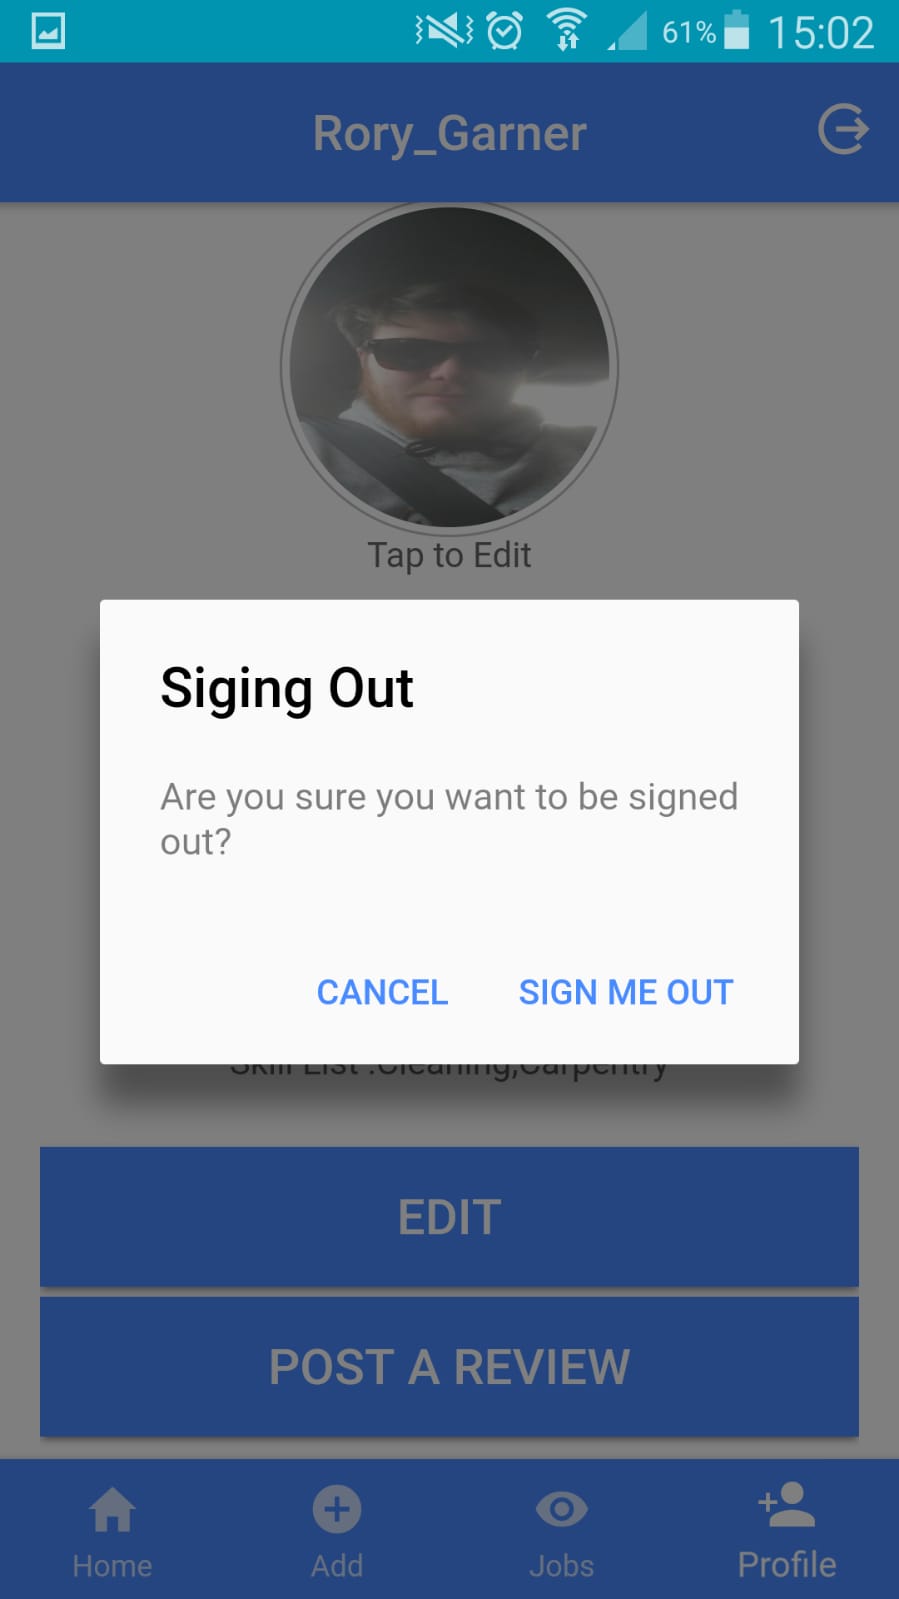 61% 15:02
Rory_Garner
Tap to Edit
Siging Out
Are you sure you want to be signed
out?
CANCEL SIGN ME OUT
Skill List :Cleaning,Carpentry
EDIT
POST A REVIEW
Home Add Jobs Profile